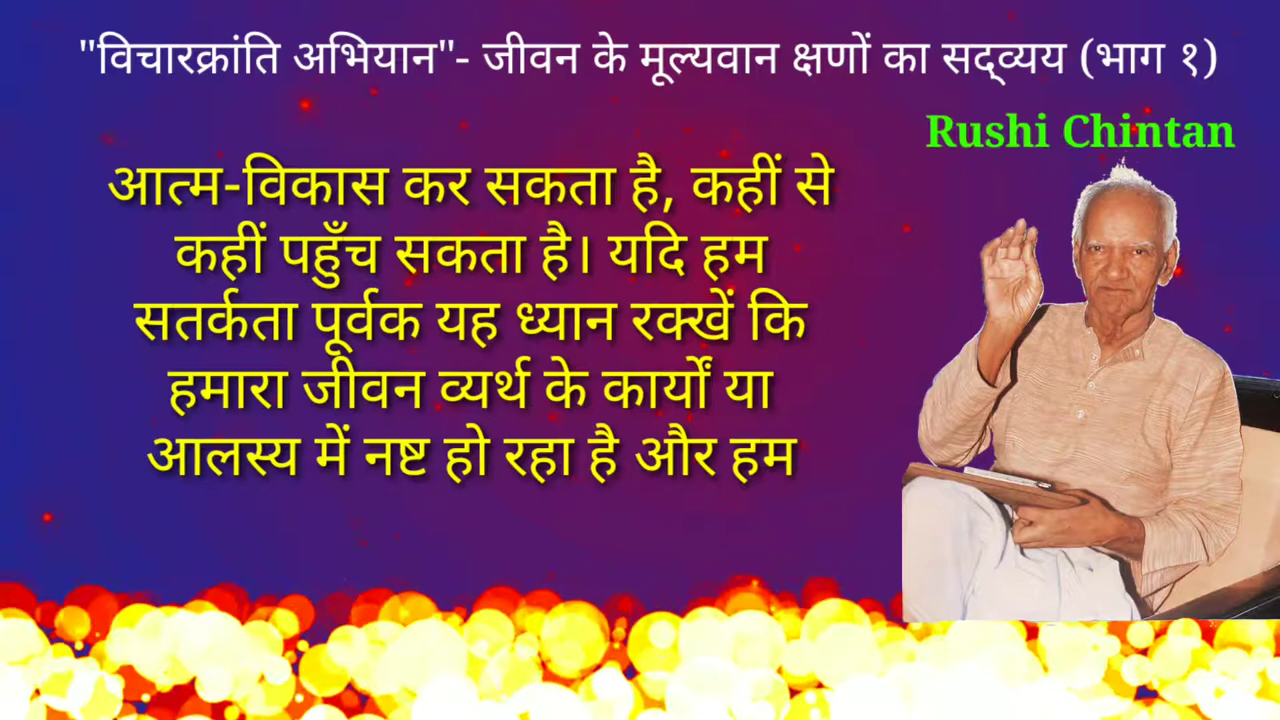 "विचारक्रांति अभियान"- जीवन के मूल्यवान क्षणों का सद्व्यय (भाग १)
Rushi Chintan
आत्म-विकास कर सकता है, कहीं से
कहीं पहुँच सकता है। यदि हम
सतर्कता पूर्वक यह ध्यान रक्खें कि
हमारा जीवन व्यर्थ के कार्यों या
आलस्य में नष्ट हो रहा है और हम